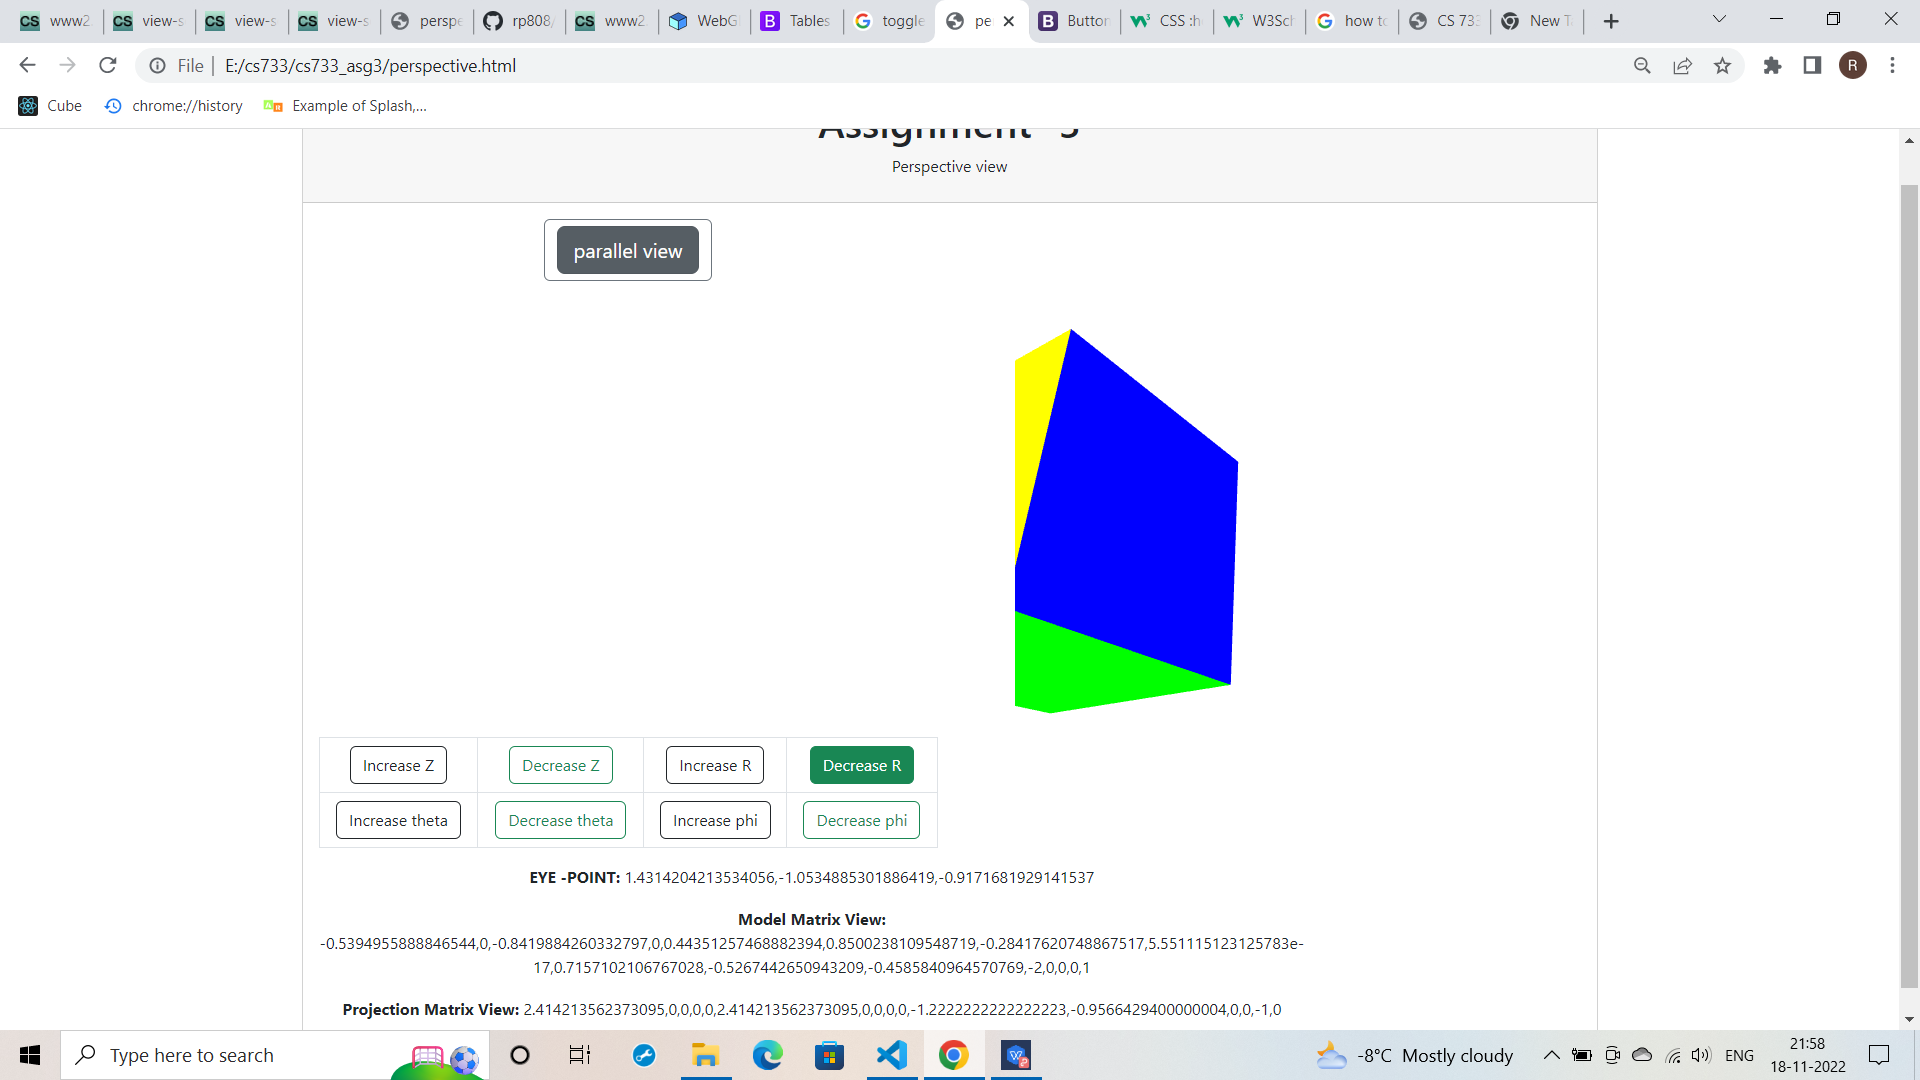 www2.
view-s
view-s
view-s
perspe
rp808/
www2.
WebG
Tables
toggle
pe
Button
CSS :h
W3Sch
how to
CS 733
New Ta
File
E:/cs733/cs733_asg3/perspective.html
R
Cube
chrome://history
Example of Splash,...
Perspective view
parallel view
Increase Z
Decrease Z
Increase R
Decrease R
Increase theta
Decrease theta
Increase phi
Decrease phi
EYE -POINT: 1.4314204213534056,-1.0534885301886419,-0.9171681929141537
Model Matrix View:
-0.5394955888846544,0,-0.8419884260332797,0,0.44351257468882394,0.8500238109548719,-0.28417620748867517,5.551115123125783e-
17,0.7157102106767028,-0.5267442650943209,-0.4585840964570769,-2,0,0,0,1
Projection Matrix View: 2.414213562373095,0,0,0,0,2.414213562373095,0,0,0,0,-1.2222222222222223,-0.9566429400000004,0,0,-1,0
Type here to search
-8°C Mostly cloudy
ENG
21:58
18-11-2022